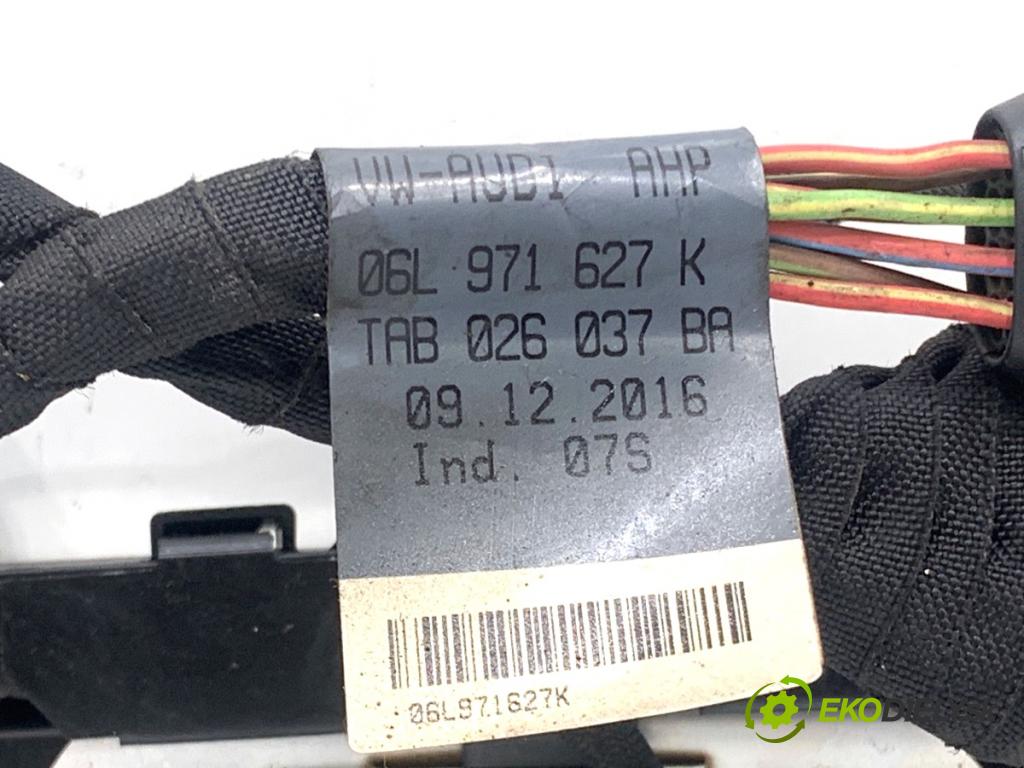 VW-AUDI AHP
06L 971 627 K
TAB 026 037 BA
09.12.2016
Ind. 07S
06L971627K